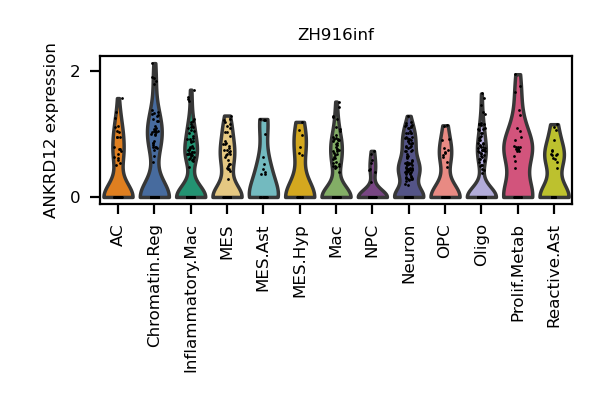 ZH916inf
ANKRD12 expression
2
0
AC
Chromatin.Reg
Inflammatory.Mac
MES
MES.Ast
MES.Hyp
Mac
NPC
Neuron
OPC
Oligo
Prolif.Metab
Reactive.Ast